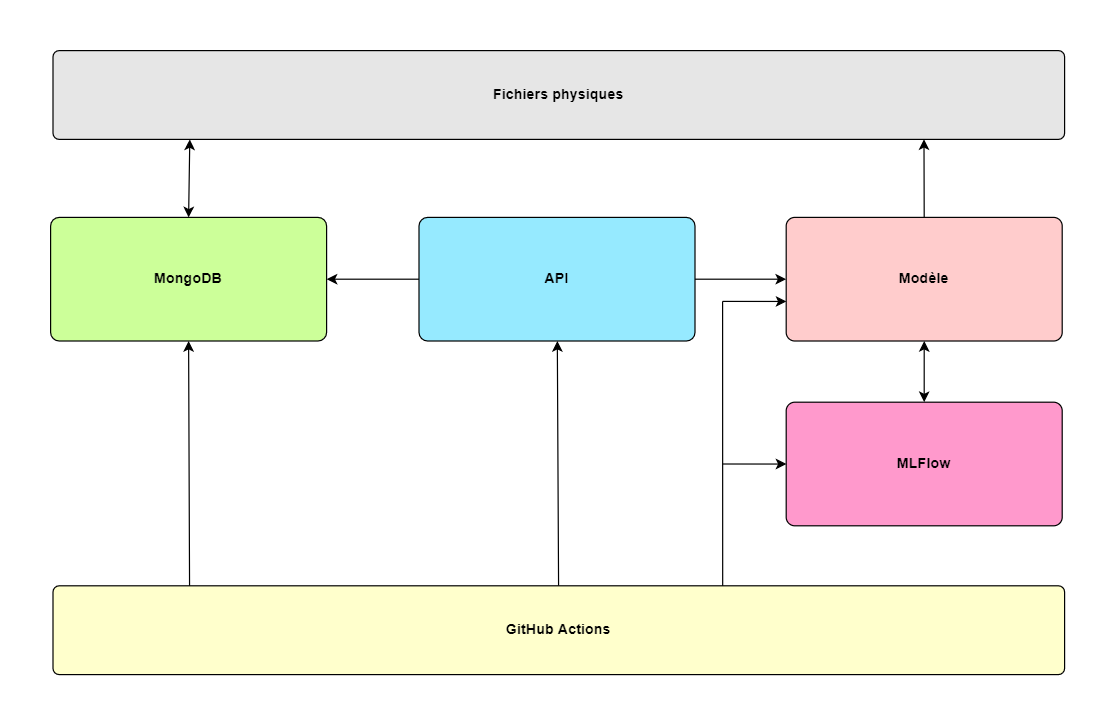 Fichiers physiques
MongoDB
API
Modèle
MLFlow
GitHub Actions